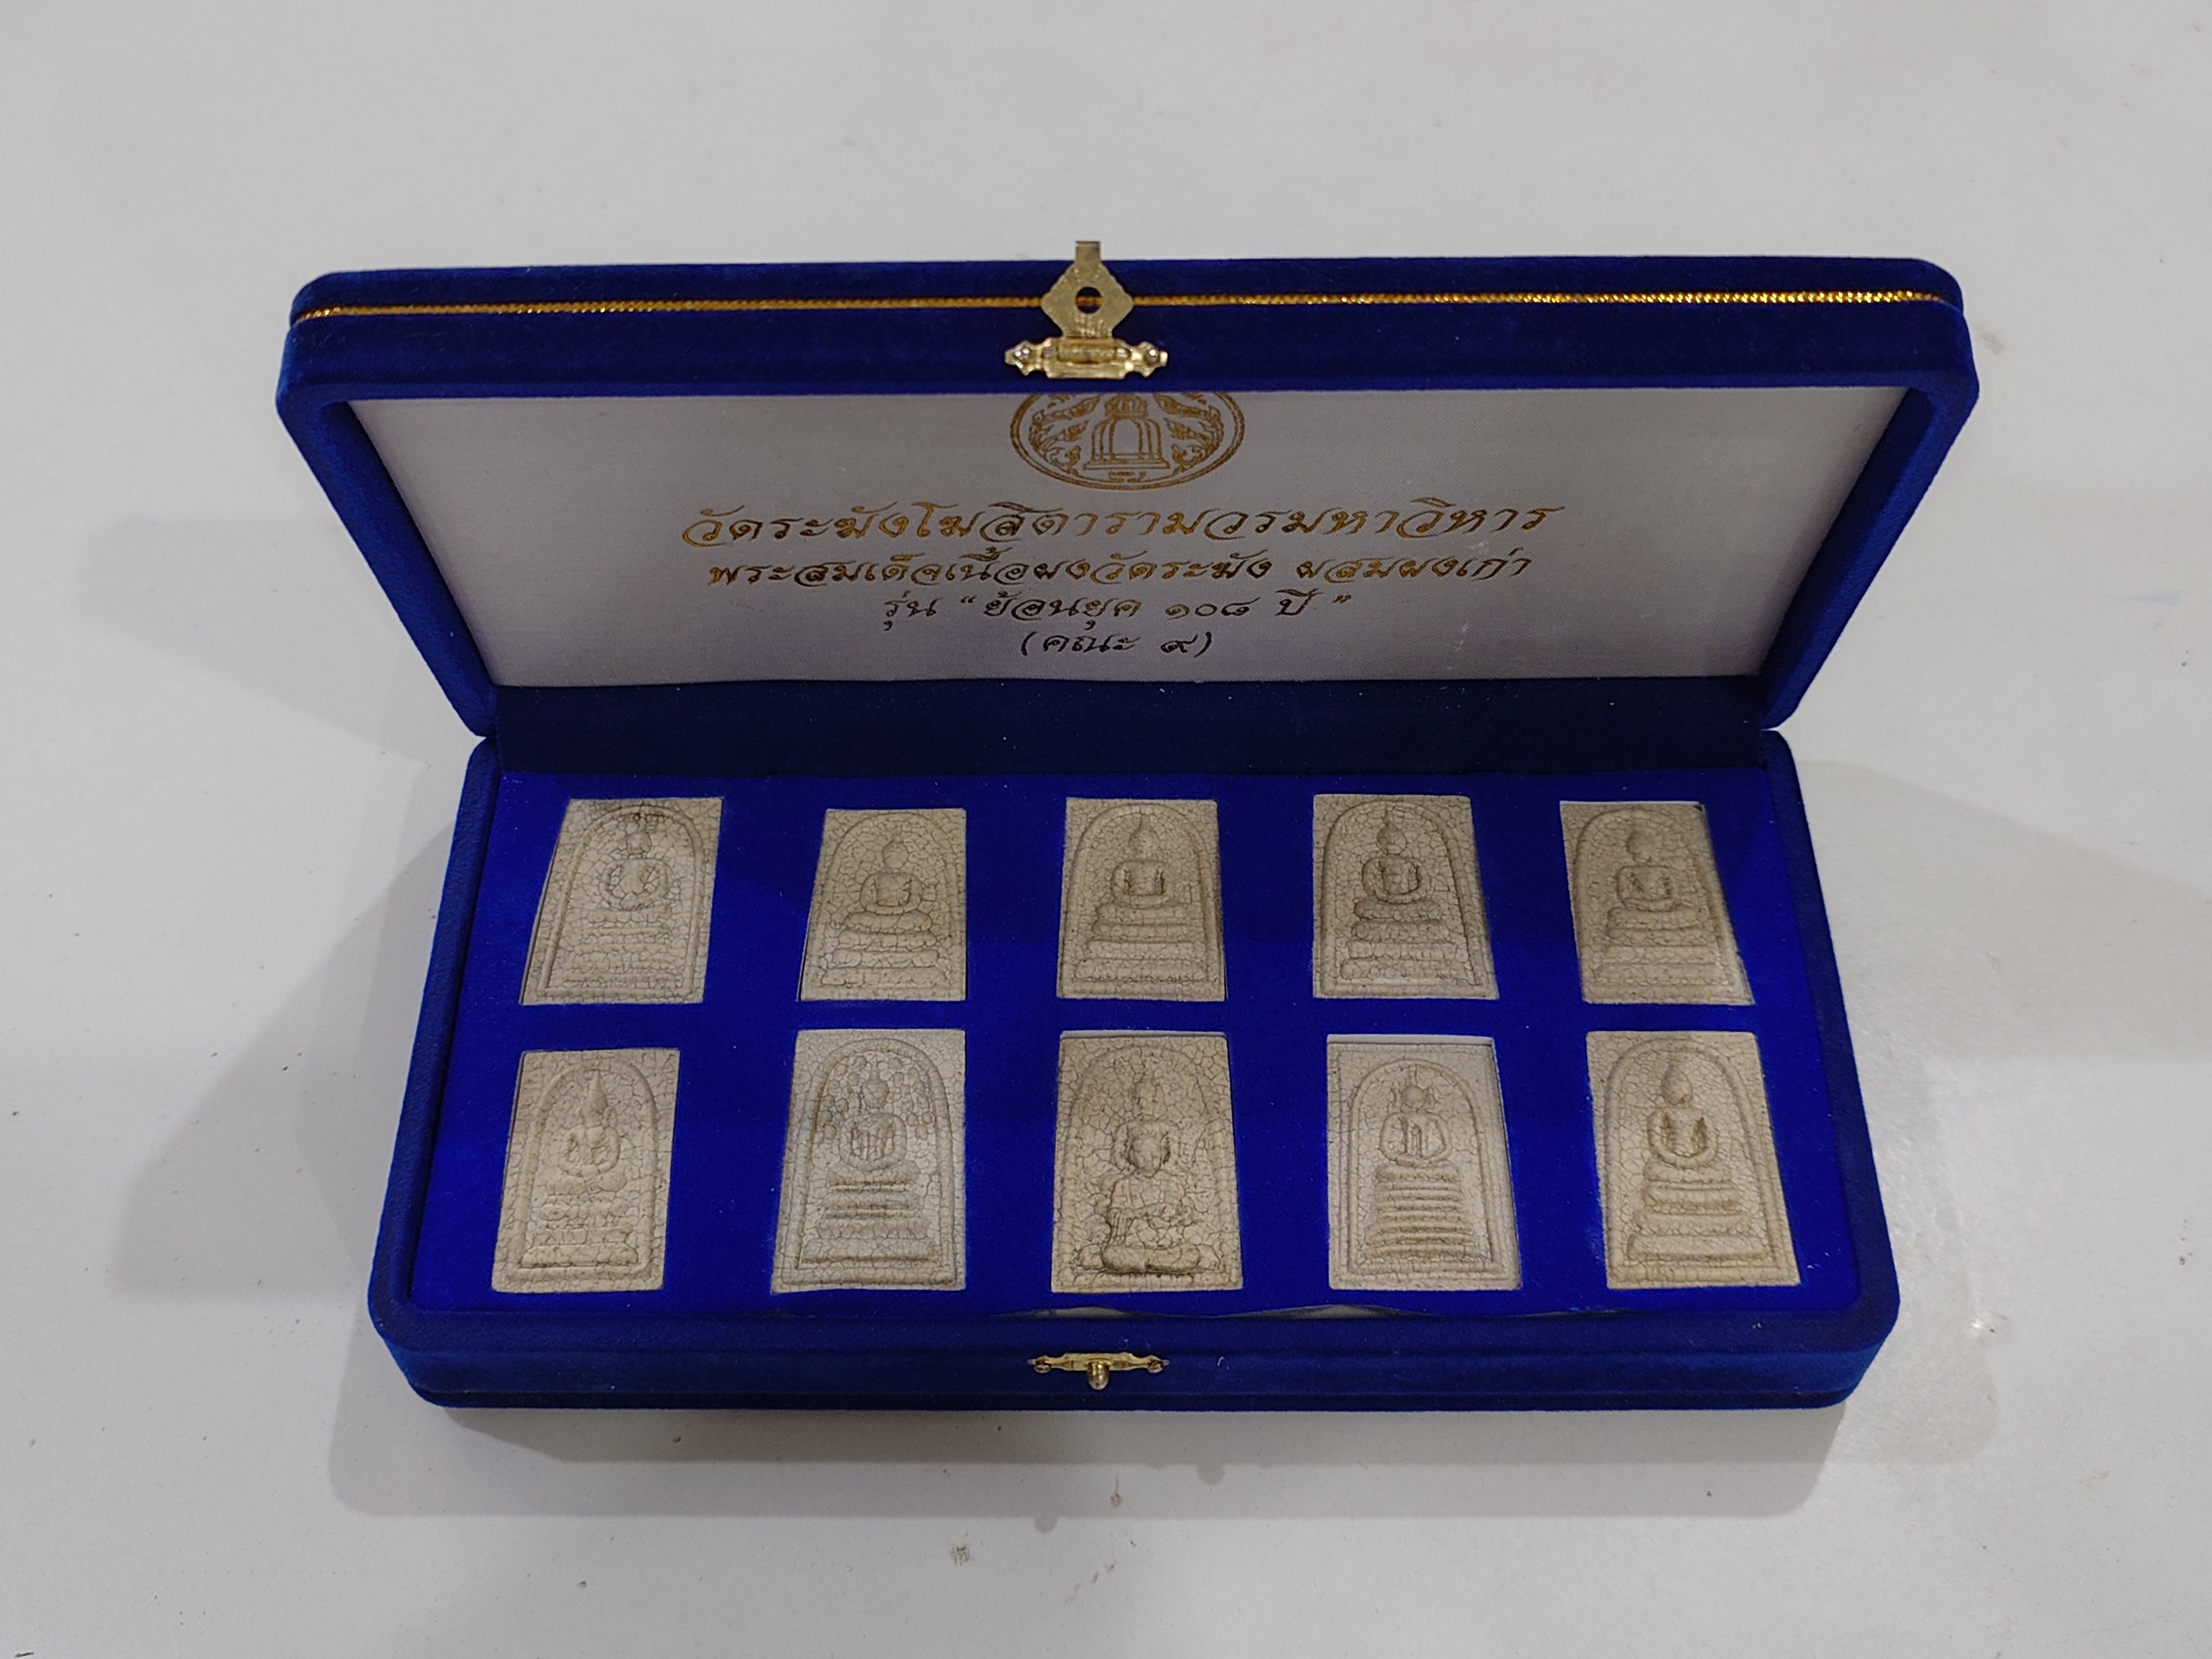 วัดระฆังโฆสิตารามวรมหาวิหาร
พระสมเด็จเนื้อผงวัดระฆัง ผสมผงเก่า
รุ่น “ย้อนยุค ๑๐๘ ปี”
(คณะ ๙)